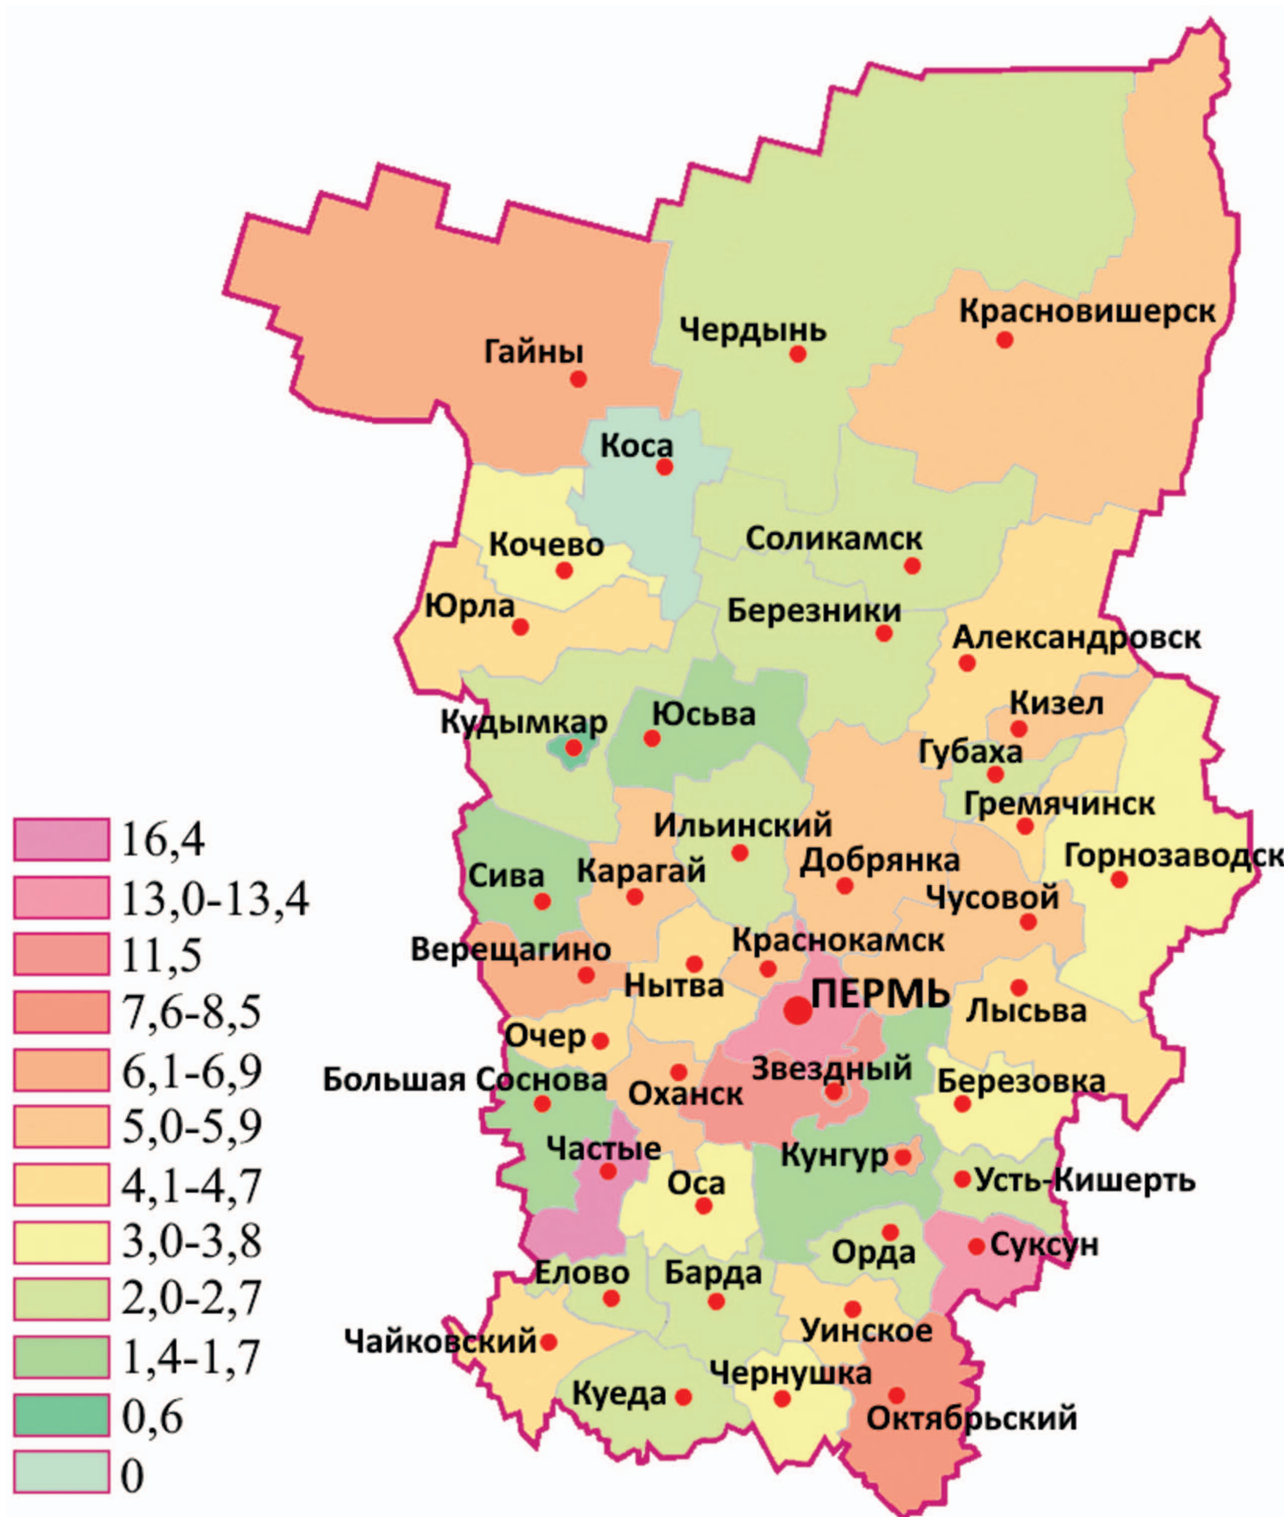 Красновишерск
Чердынь
Гайны
Коса
Соликамск
Кочево
Юрла
Березники
Александровск
Кизел
Юсьва
Кудымкар
Губаха
Гремячинск
Ильинский
Добрянка
Горнозаводск
Карагай
Сива
Чусовой
Краснокамск
Верещагино
Нытва
ПЕРМЬ
Лысьва
Очер
Звездный
Большая Соснова
Березовка
Оханск
Частые
Кунгур
Оса
Усть-Кишерть
Суксун
Орда
Елово
Барда
Уинское
Чайковский
Чернушка
Куеда
Октябрьский
16,4
13,0-13,4
11,5
7,6-8,5
6,1-6,9
5,0-5,9
4,1-4,7
3,0-3,8
2,0-2,7
1,4-1,7
0,6
0